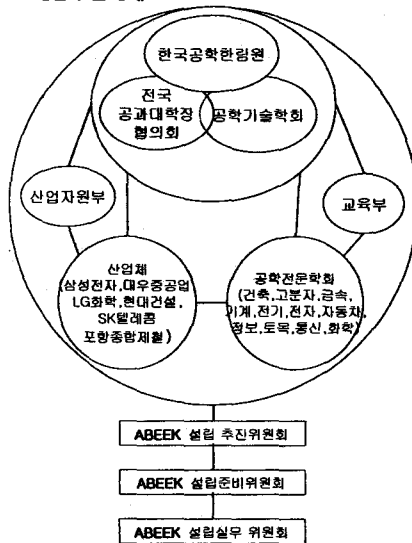 한국공학한림원
전국
공과대학장
협의회
공학기술학회
산업자원부
교육부
산업체
(삼성전자,대우중공업
LG화학,현대건설,
SK텔레콤
포항종합제철)
공학전문학회
(건축,고분자,금속,
기계,전기,전자,자동차,
정보,토목,통신,화학)
ABEEK 설립 추진위원회
ABEEK 설립준비위원회
ABEEK 설립실무 위원회